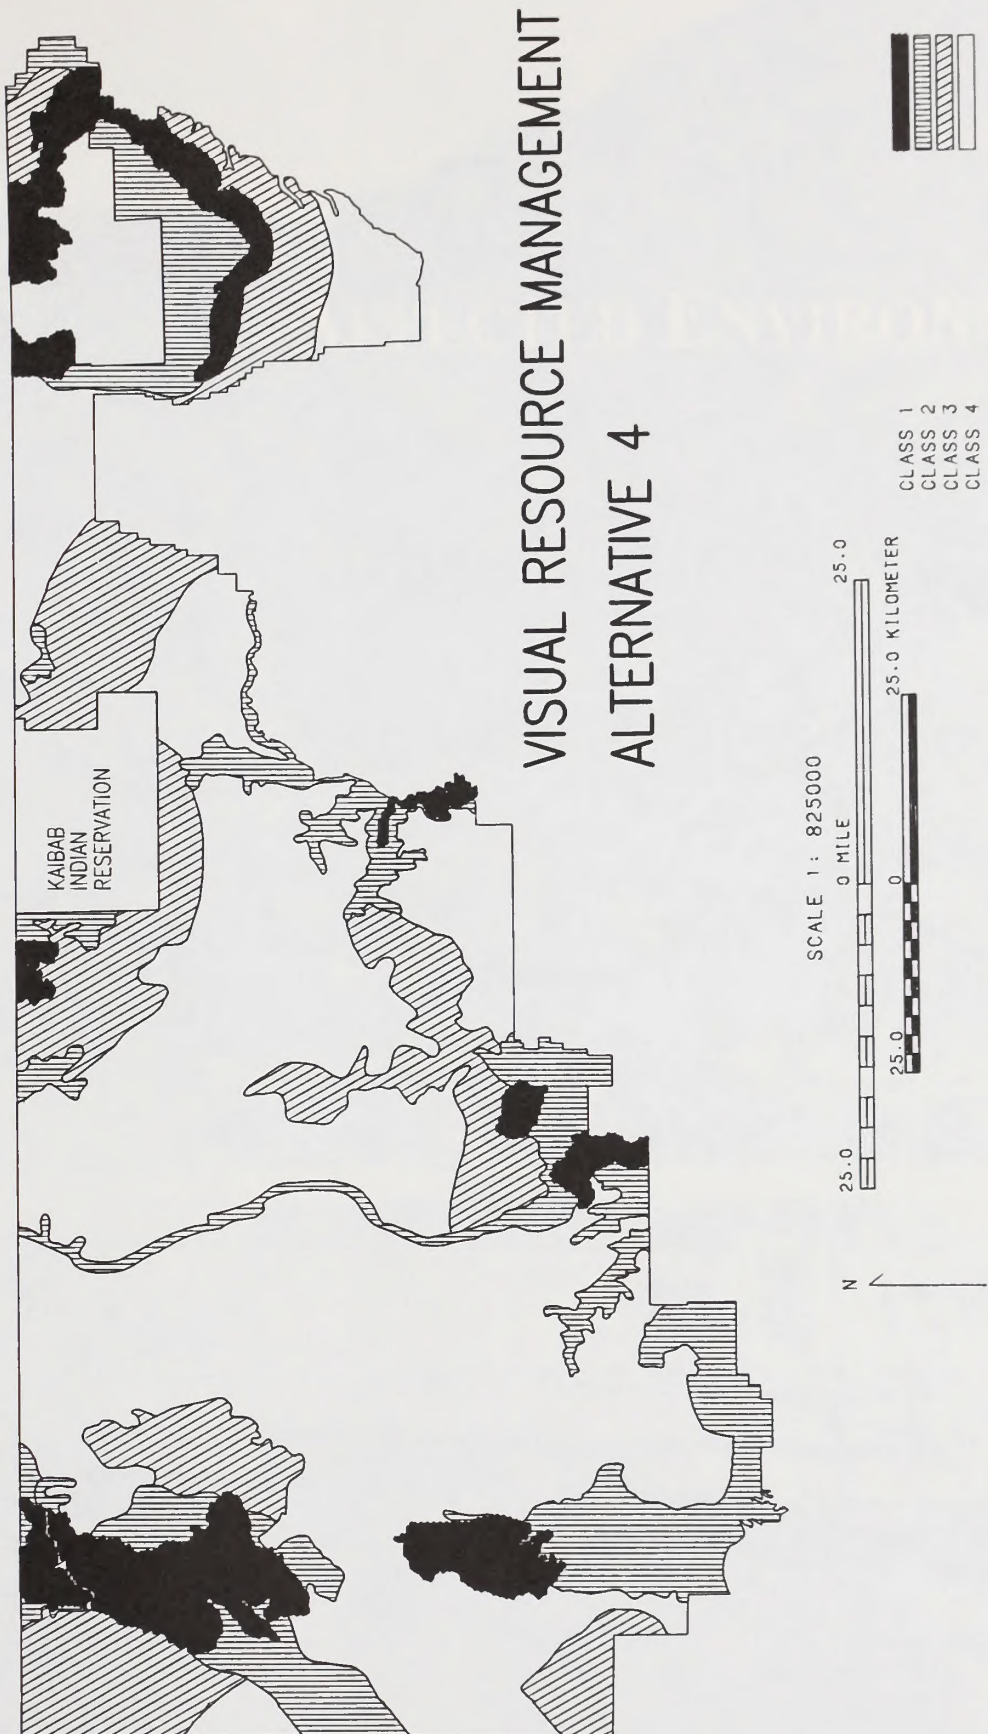 KAIBAB
INDIAN
RESERVATION
VISUAL RESOURCE MANAGEMENT
ALTERNATIVE 4
SCALE 1: 825000
25.0 0 MILE 25.0
25.0 0 25.0 KILOMETER
N
CLASS 1
CLASS 2
CLASS 3
CLASS 4